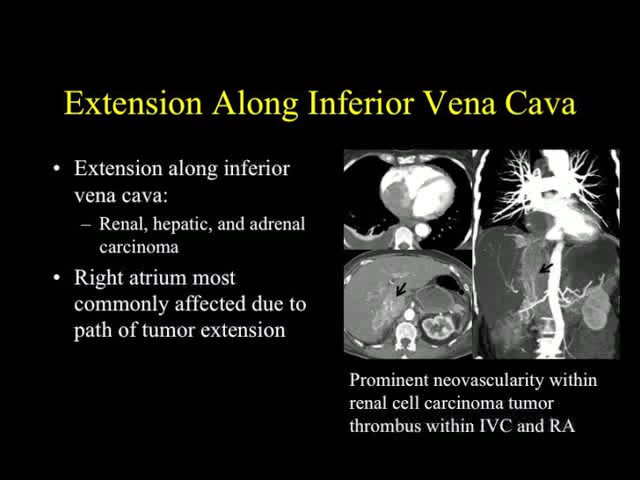 Extension Along Inferior Vena Cava
• Extension along inferior
vena cava:
– Renal, hepatic, and adrenal
carcinoma
• Right atrium most
commonly affected due to
path of tumor extension
Prominent neovascularity within
renal cell carcinoma tumor
thrombus within IVC and RA